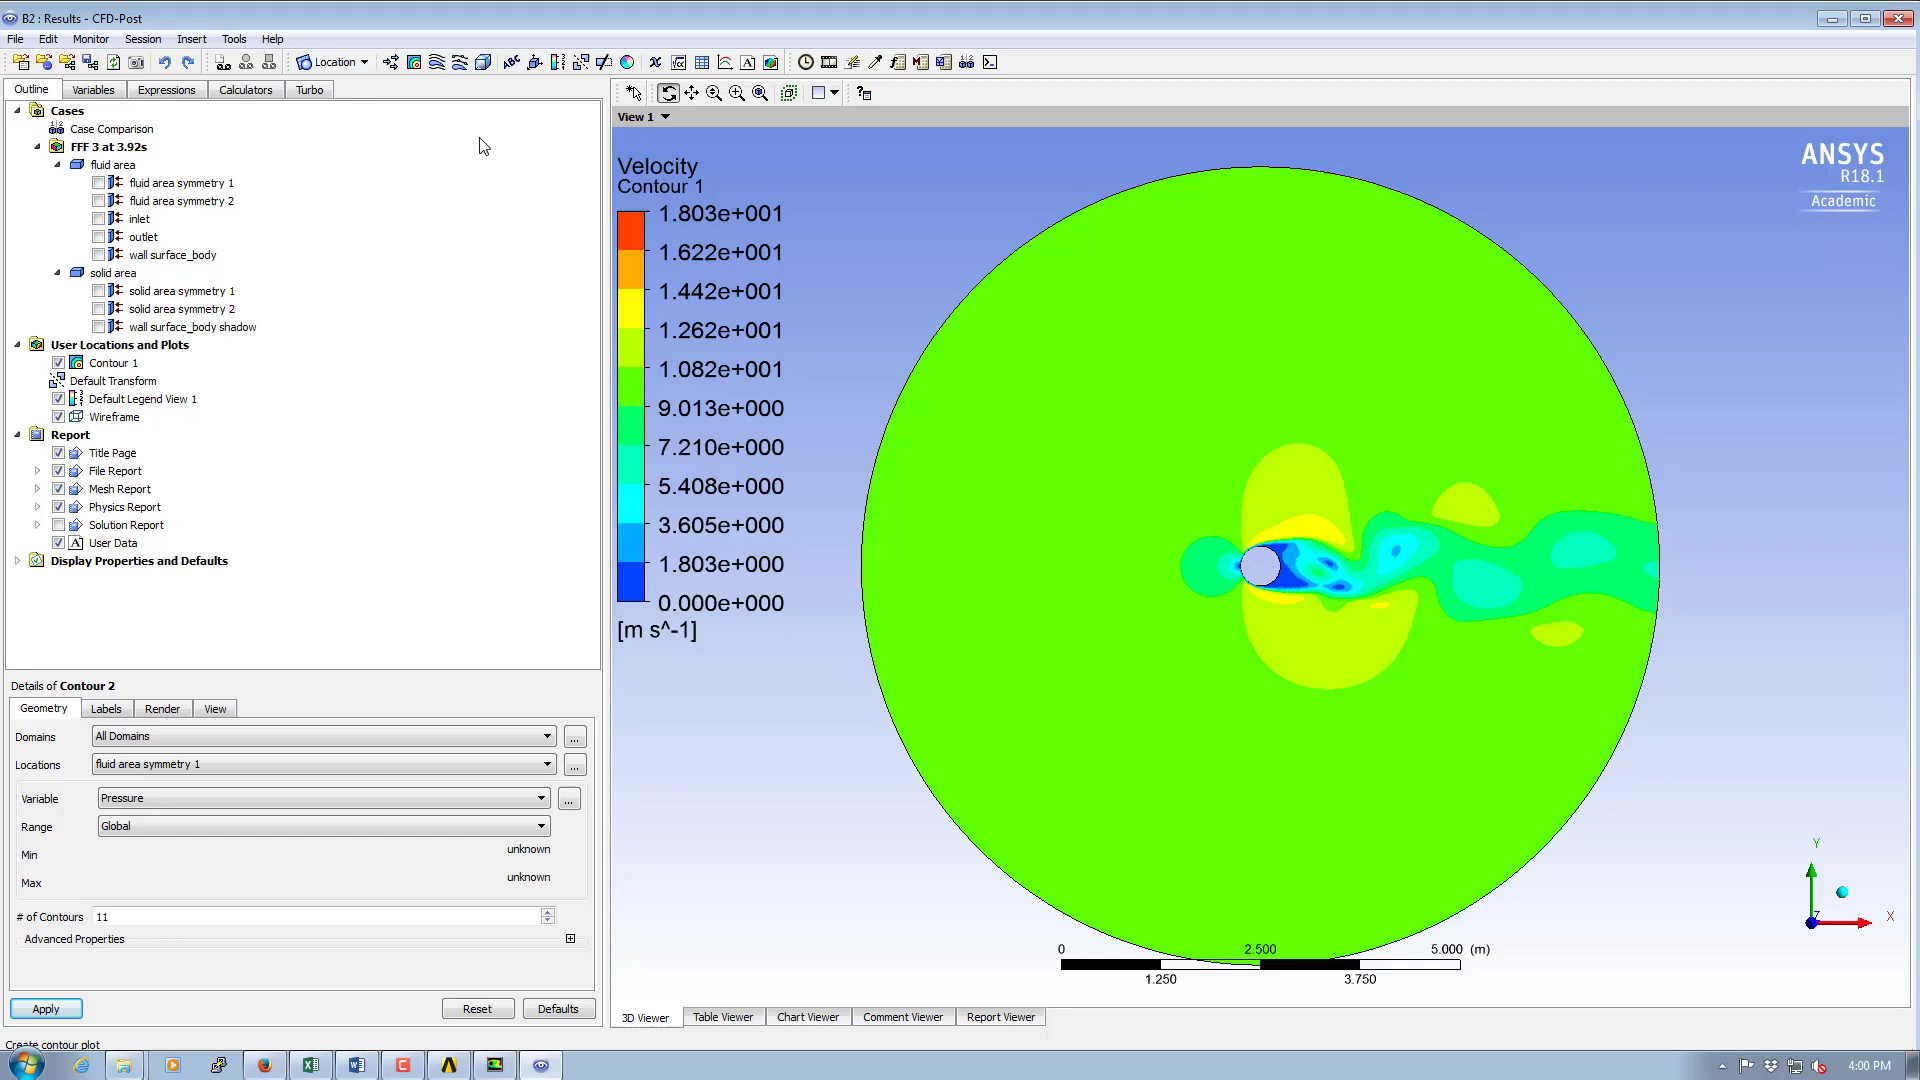 B2 : Results - CFD-Post
File Edit Monitor Session Insert Tools Help
Location
Outline Variables Expressions Calculators Turbo
Cases
Case Comparison
FFF 3 at 3.92s
fluid area
fluid area symmetry 1
fluid area symmetry 2
inlet
outlet
wall surface_body
solid area
solid area symmetry 1
solid area symmetry 2
wall surface_body shadow
User Locations and Plots
Contour 1
Default Transform
Default Legend View 1
Wireframe
Report
Title Page
File Report
Mesh Report
Physics Report
Solution Report
User Data
Display Properties and Defaults
Details of Contour 2
Geometry Labels Render View
Domains All Domains ...
Locations fluid area symmetry 1 ...
Variable Pressure ...
Range Global
Min unknown
Max unknown
# of Contours 11
Advanced Properties
Apply Reset Defaults
Create contour plot
View 1
Velocity
Contour 1
1.803e+001
1.622e+001
1.442e+001
1.262e+001
1.082e+001
9.013e+000
7.210e+000
5.408e+000
3.605e+000
1.803e+000
0.000e+000
[m s^-1]
ANSYS
R18.1
Academic
Y
Z
X
0 2.500 5.000 (m)
1.250 3.750
3D Viewer Table Viewer Chart Viewer Comment Viewer Report Viewer
4:00 PM